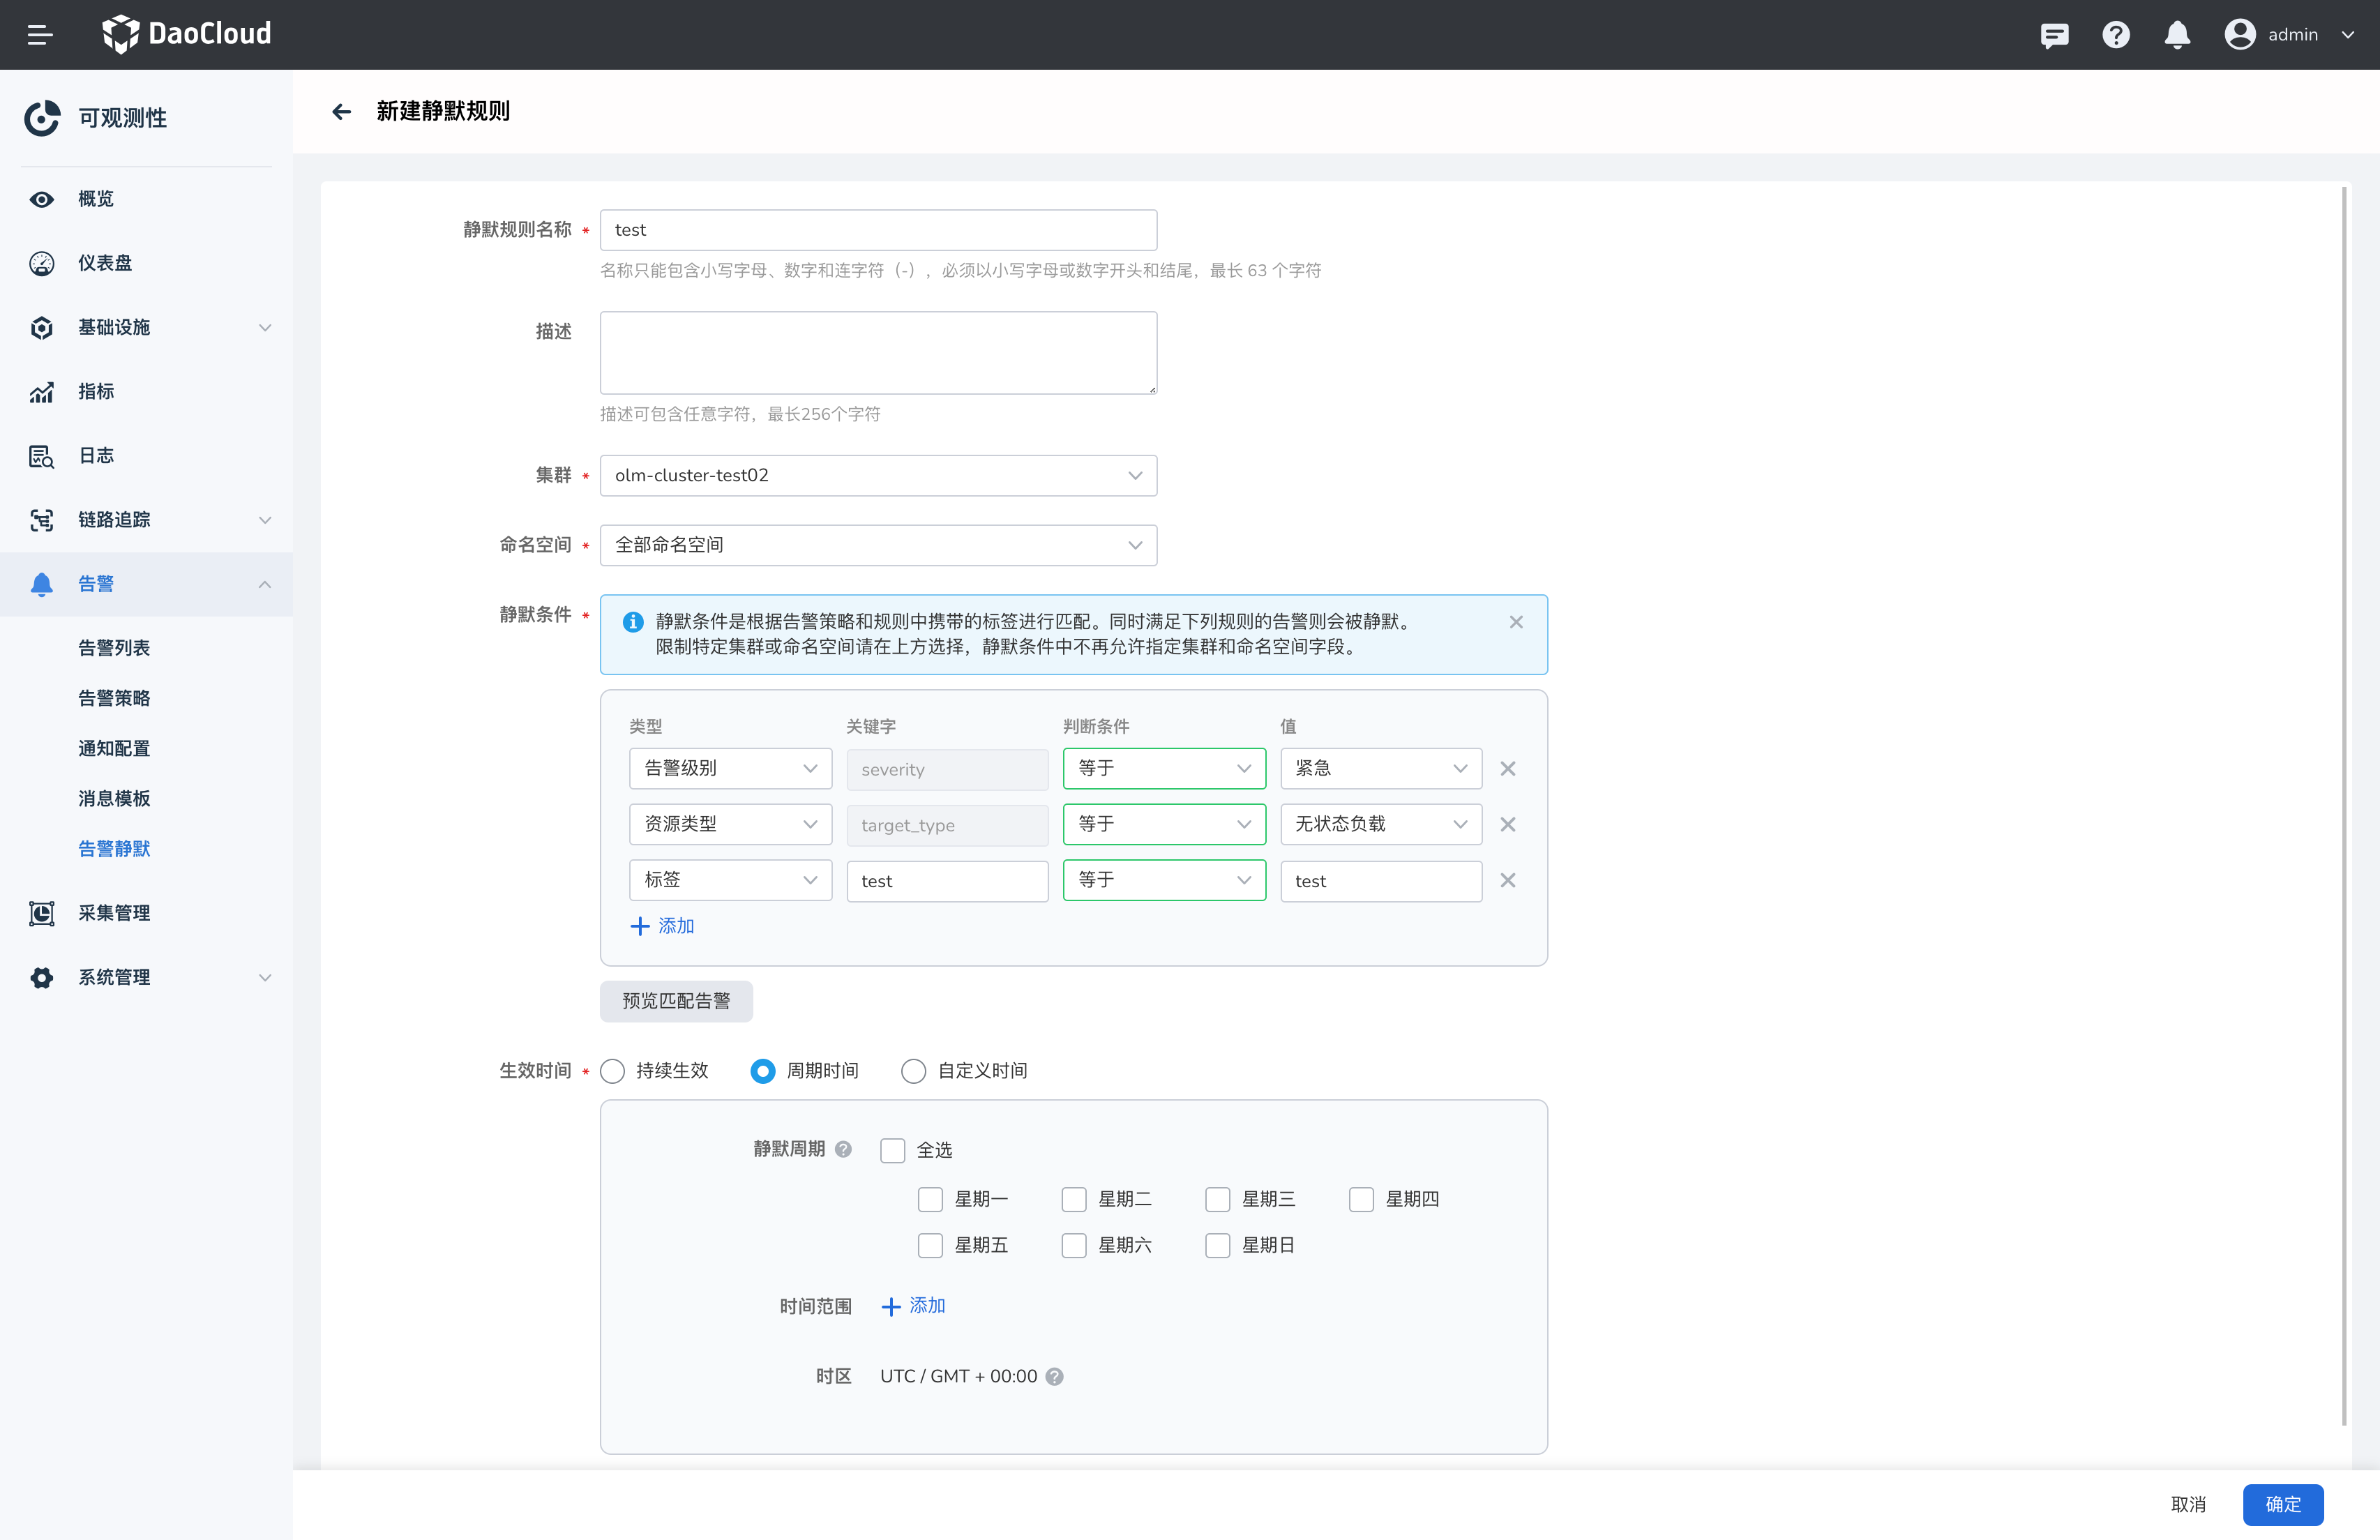 DaoCloud
admin
可观测性
概览
仪表盘
基础设施
指标
日志
链路追踪
告警
告警列表
告警策略
通知配置
消息模板
告警静默
采集管理
系统管理
新建静默规则
静默规则名称 * test
名称只能包含小写字母、数字和连字符（-），必须以小写字母或数字开头和结尾，最长 63 个字符
描述
描述可包含任意字符，最长256个字符
集群 * olm-cluster-test02
命名空间 * 全部命名空间
静默条件 *
静默条件是根据告警策略和规则中携带的标签进行匹配。同时满足下列规则的告警则会被静默。
限制特定集群或命名空间请在上方选择，静默条件中不再允许指定集群和命名空间字段。
类型 关键字 判断条件 值
告警级别 severity 等于 紧急
资源类型 target_type 等于 无状态负载
标签 test 等于 test
添加
预览匹配告警
生效时间 * 持续生效 周期时间 自定义时间
静默周期 全选
星期一 星期二 星期三 星期四
星期五 星期六 星期日
时间范围 添加
时区 UTC / GMT + 00:00
取消 确定